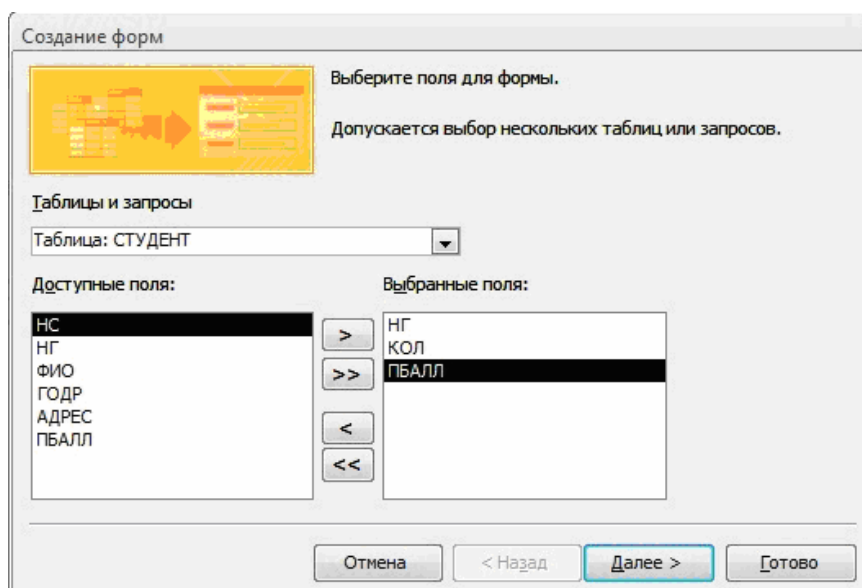 Создание форм
Выберите поля для формы.
Допускается выбор нескольких таблиц или запросов.
Таблицы и запросы
Таблица: СТУДЕНТ
Доступные поля:
Выбранные поля:
НС
НГ
ФИО
ГОДР
АДРЕС
ПБАЛЛ
>
>>
<
<<
НГ
КОЛ
ПБАЛЛ
Отмена
< Назад
Далее >
Готово